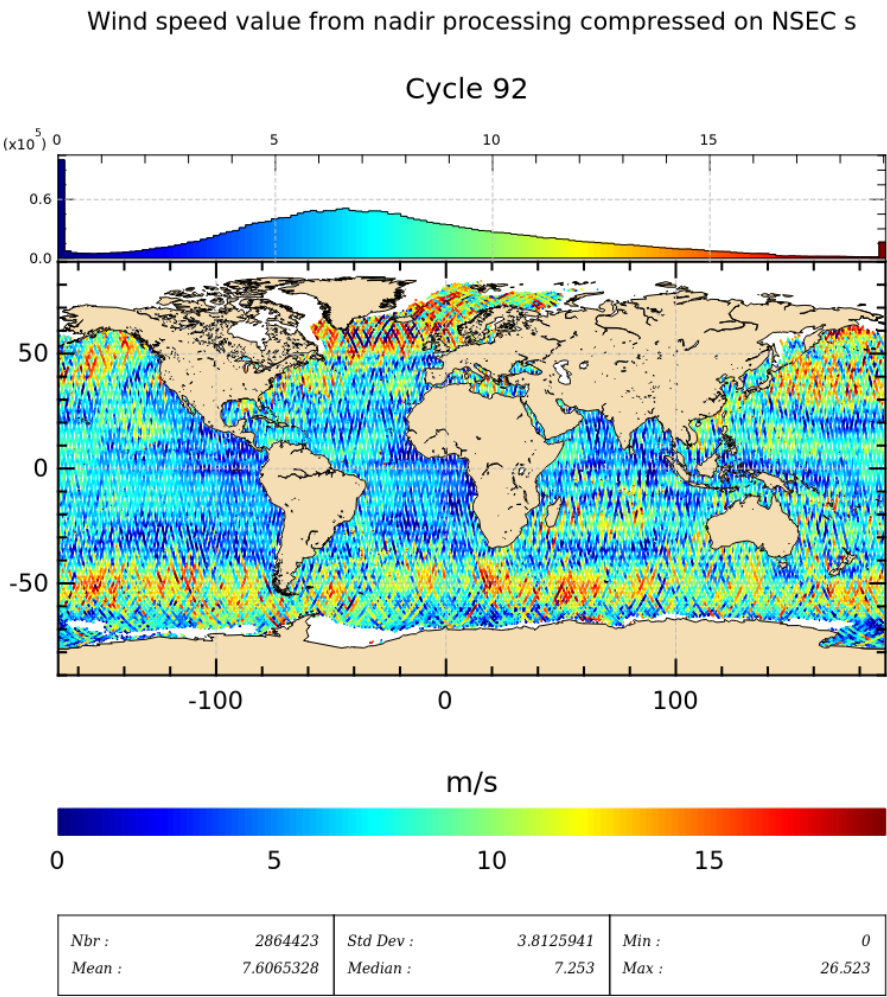 Wind speed value from nadir processing compressed on NSEC s
Cycle 92
(x10^5) 0 5 10 15
0.6
0.0
50
0
-50
-100 0 100
m/s
0 5 10 15
Nbr : 2864423 Std Dev : 3.8125941 Min : 0
Mean : 7.6065328 Median : 7.253 Max : 26.523